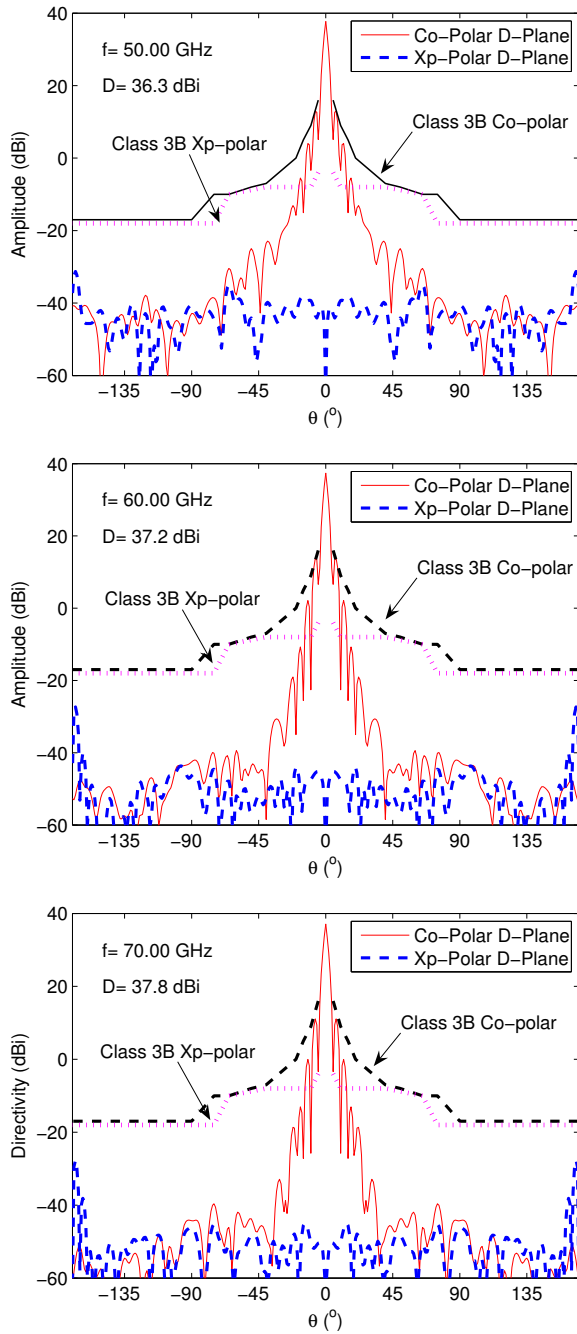 40
20
0
−20
−40
−60
Amplitude (dBi)
f= 50.00 GHz
D= 36.3 dBi
Co−Polar D−Plane
Xp−Polar D−Plane
Class 3B Xp−polar
Class 3B Co−polar
−135 −90 −45 0 45 90 135
θ (o)
40
20
0
−20
−40
−60
Amplitude (dBi)
f= 60.00 GHz
D= 37.2 dBi
Co−Polar D−Plane
Xp−Polar D−Plane
Class 3B Xp−polar
Class 3B Co−polar
−135 −90 −45 0 45 90 135
θ (o)
40
20
0
−20
−40
−60
Directivity (dBi)
f= 70.00 GHz
D= 37.8 dBi
Co−Polar D−Plane
Xp−Polar D−Plane
Class 3B Xp−polar
Class 3B Co−polar
−135 −90 −45 0 45 90 135
θ (o)